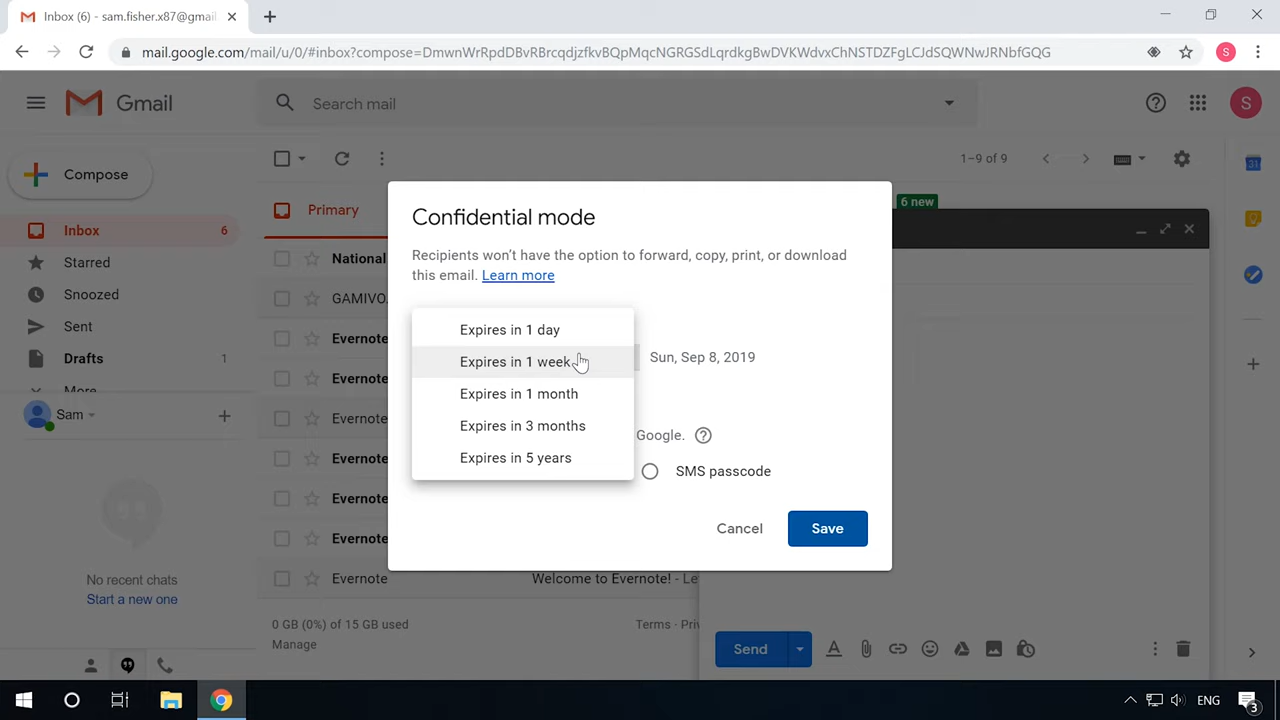 Inbox (6) - sam.fisher.x87@gmail
mail.google.com/mail/u/0/#inbox?compose=DmwnWrRpdDBvRBrcqdjzfkvBQpMqcNGRGSdLqrdkgBwDVKWdvxChNSTDZFgLCJdSQWNwJRNbfGQG
S
Gmail
Search mail
S
Compose
1–9 of 9
Inbox 6
Starred
Snoozed
Sent
Drafts 1
More
Sam
No recent chats
Start a new one
Primary
6 new
National
GAMIVO
Evernote
Evernote
Evernote
Evernote
Evernote
Evernote
Evernote Welcome to Evernote! - Le
0 GB (0%) of 15 GB used
Manage
Terms · Pri
Confidential mode
Recipients won't have the option to forward, copy, print, or download
this email. Learn more
Expires in 1 day
Expires in 1 week
Expires in 1 month
Expires in 3 months
Expires in 5 years
Sun, Sep 8, 2019
Google.
SMS passcode
Cancel
Save
Send
ENG
3